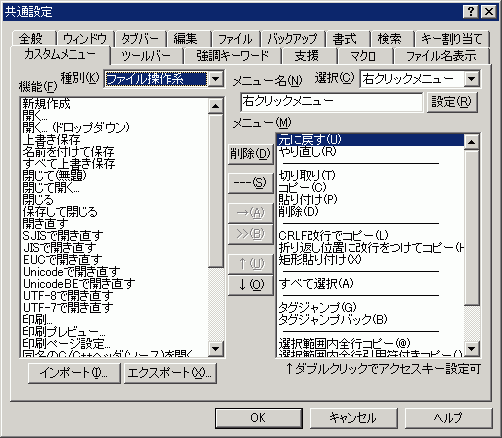 共通設定
全般 ウィンドウ タブバー 編集 ファイル バックアップ 書式 検索 キー割り当て
カスタムメニュー ツールバー 強調キーワード 支援 マクロ ファイル名表示
種別(K) ファイル操作系
機能(F)
新規作成
開く...
開く... (ドロップダウン)
上書き保存
名前を付けて保存
すべて上書き保存
閉じて(無題)
閉じて開く...
閉じる
保存して閉じる
開き直す
SJISで開き直す
JISで開き直す
EUCで開き直す
Unicodeで開き直す
UnicodeBEで開き直す
UTF-8で開き直す
UTF-7で開き直す
印刷...
印刷プレビュー...
印刷ページ設定...
同名のC/C++ヘッダ(ソース)を開く
インポート(I)... エクスポート(X)...
メニュー名(N) 選択(C) 右クリックメニュー
右クリックメニュー 設定(R)
メニュー(M)
削除(D)
---(S)
→(A)
>>(B)
↑(U)
↓(O)
元に戻す(U)
やり直し(R)
切り取り(T)
コピー(C)
貼り付け(P)
削除(D)
CRLF改行でコピー(L)
折り返し位置に改行をつけてコピー(H
矩形貼り付け(X)
すべて選択(A)
タグジャンプ(G)
タグジャンプバック(B)
選択範囲内全行コピー(@)
選択範囲内全行引用符付きコピー(
↑ダブルクリックでアクセスキー設定可
OK キャンセル ヘルプ